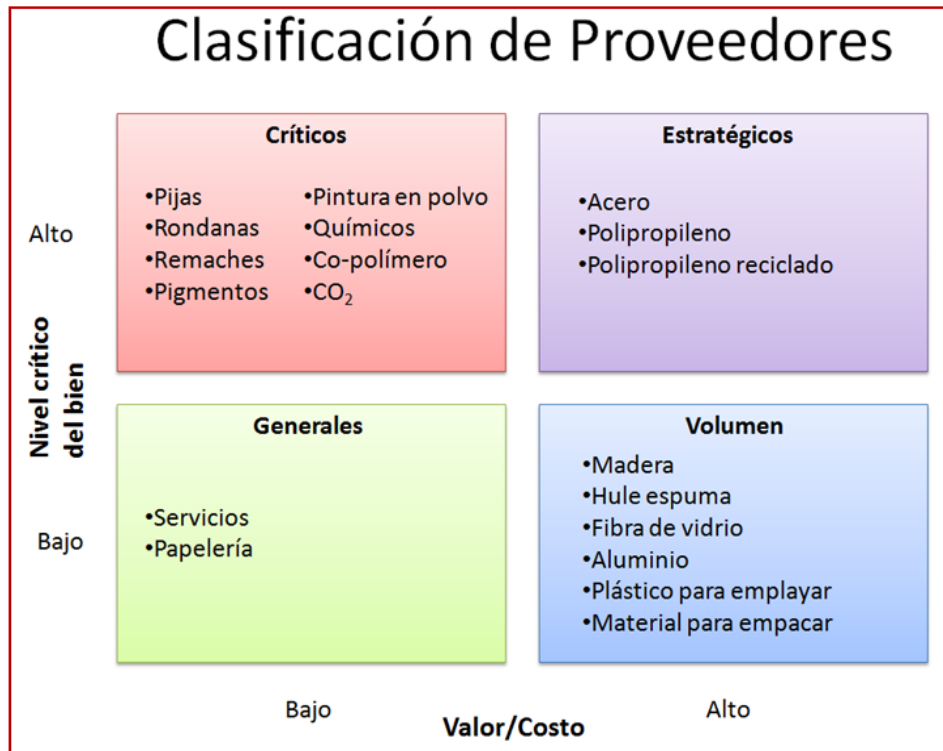 Clasificación de Proveedores
Críticos
•Pijas
•Rondanas
•Remaches
•Pigmentos
•Pintura en polvo
•Químicos
•Co-polímero
•CO₂
Estratégicos
•Acero
•Polipropileno
•Polipropileno reciclado
Alto
Nivel crítico
del bien
Bajo
Generales
•Servicios
•Papelería
Volumen
•Madera
•Hule espuma
•Fibra de vidrio
•Aluminio
•Plástico para emplayar
•Material para empacar
Bajo
Valor/Costo
Alto